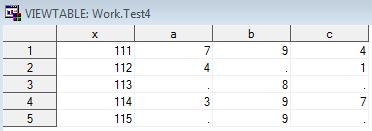 VIEWTABLE: Work.Test4
x a b c
1 111 7 9 4
2 112 4 . 1
3 113 . 8 .
4 114 3 9 7
5 115 . 9 .